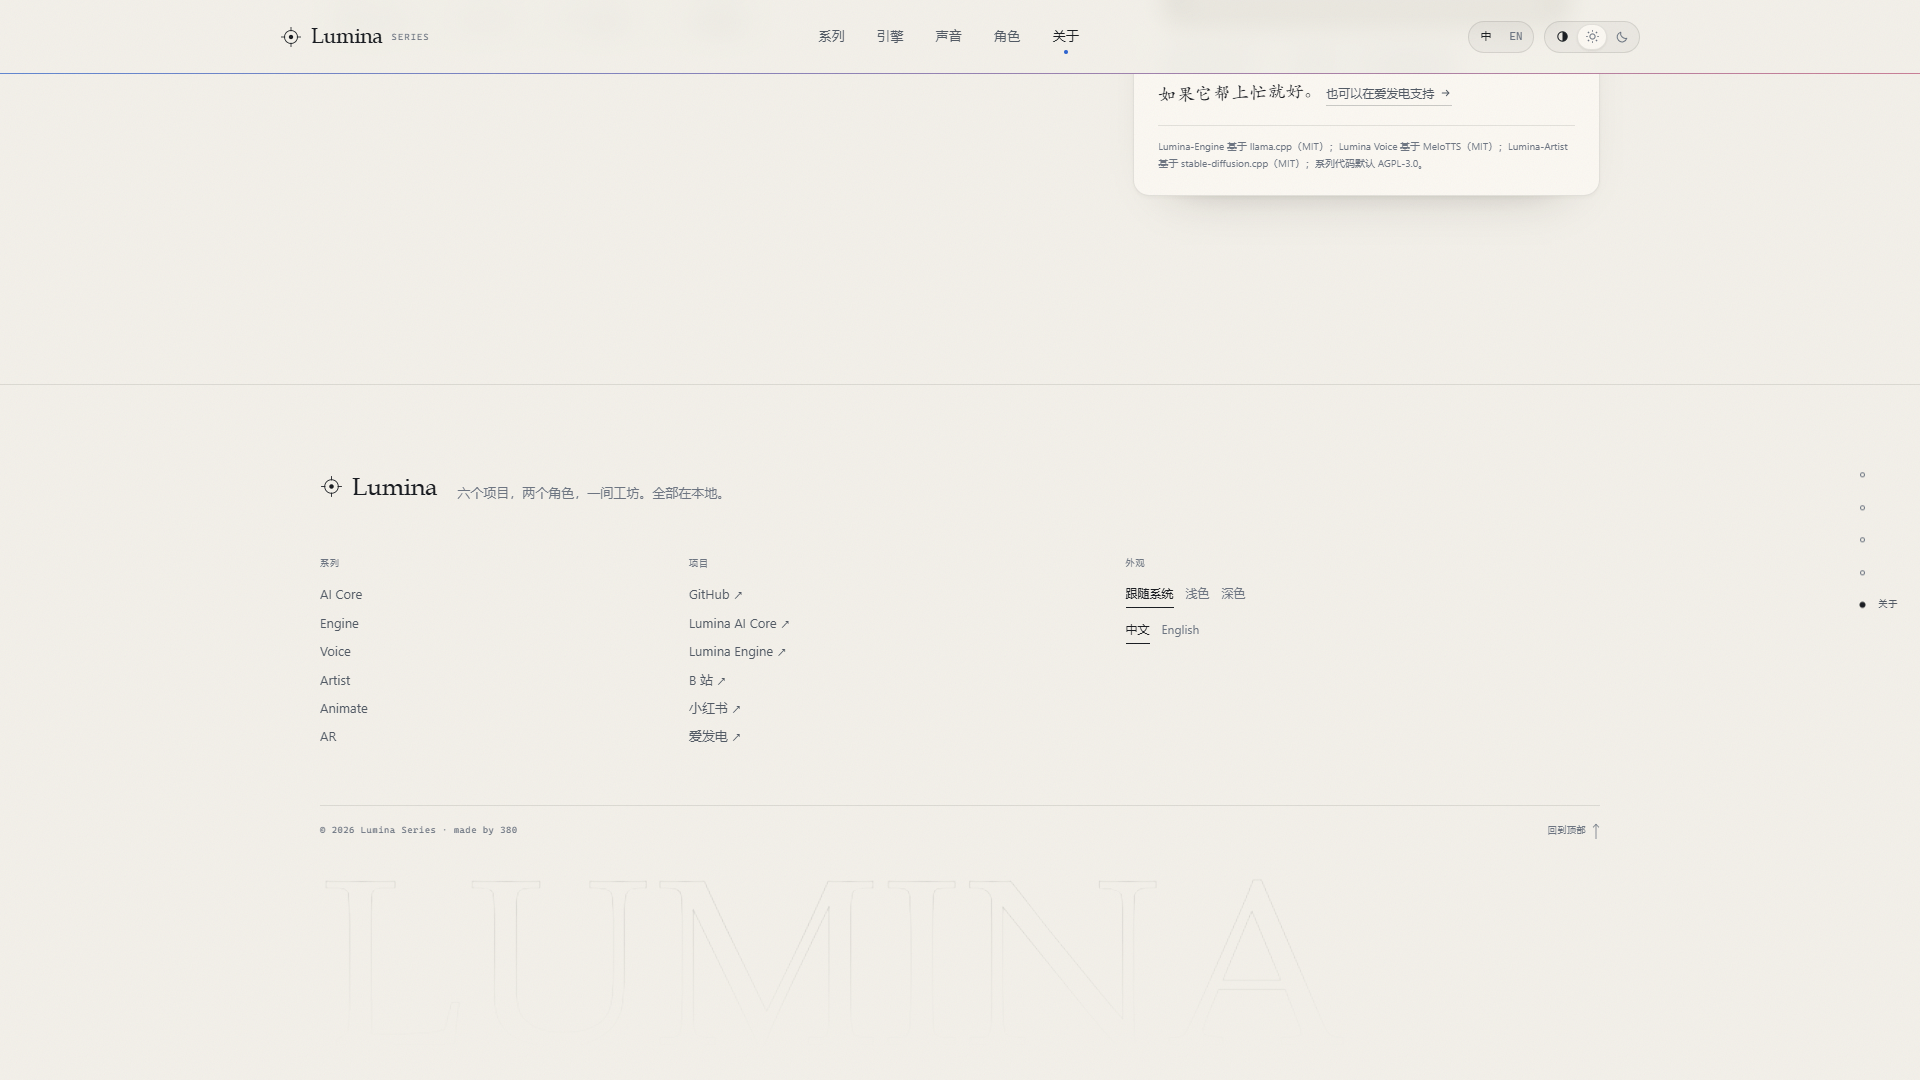 Lumina SERIES
系列 引擎 声音 角色 关于
中 EN
如果它帮上忙就好。 也可以在爱发电支持 →
Lumina-Engine 基于 llama.cpp（MIT）；Lumina Voice 基于 MeloTTS（MIT）；Lumina-Artist
基于 stable-diffusion.cpp（MIT）；系列代码默认 AGPL-3.0。
Lumina 六个项目，两个角色，一间工坊。全部在本地。
系列
AI Core
Engine
Voice
Artist
Animate
AR
项目
GitHub ↗
Lumina AI Core ↗
Lumina Engine ↗
B 站 ↗
小红书 ↗
爱发电 ↗
外观
跟随系统 浅色 深色
中文 English
关于
© 2026 Lumina Series · made by 380
回到顶部 ↑
LUMINA